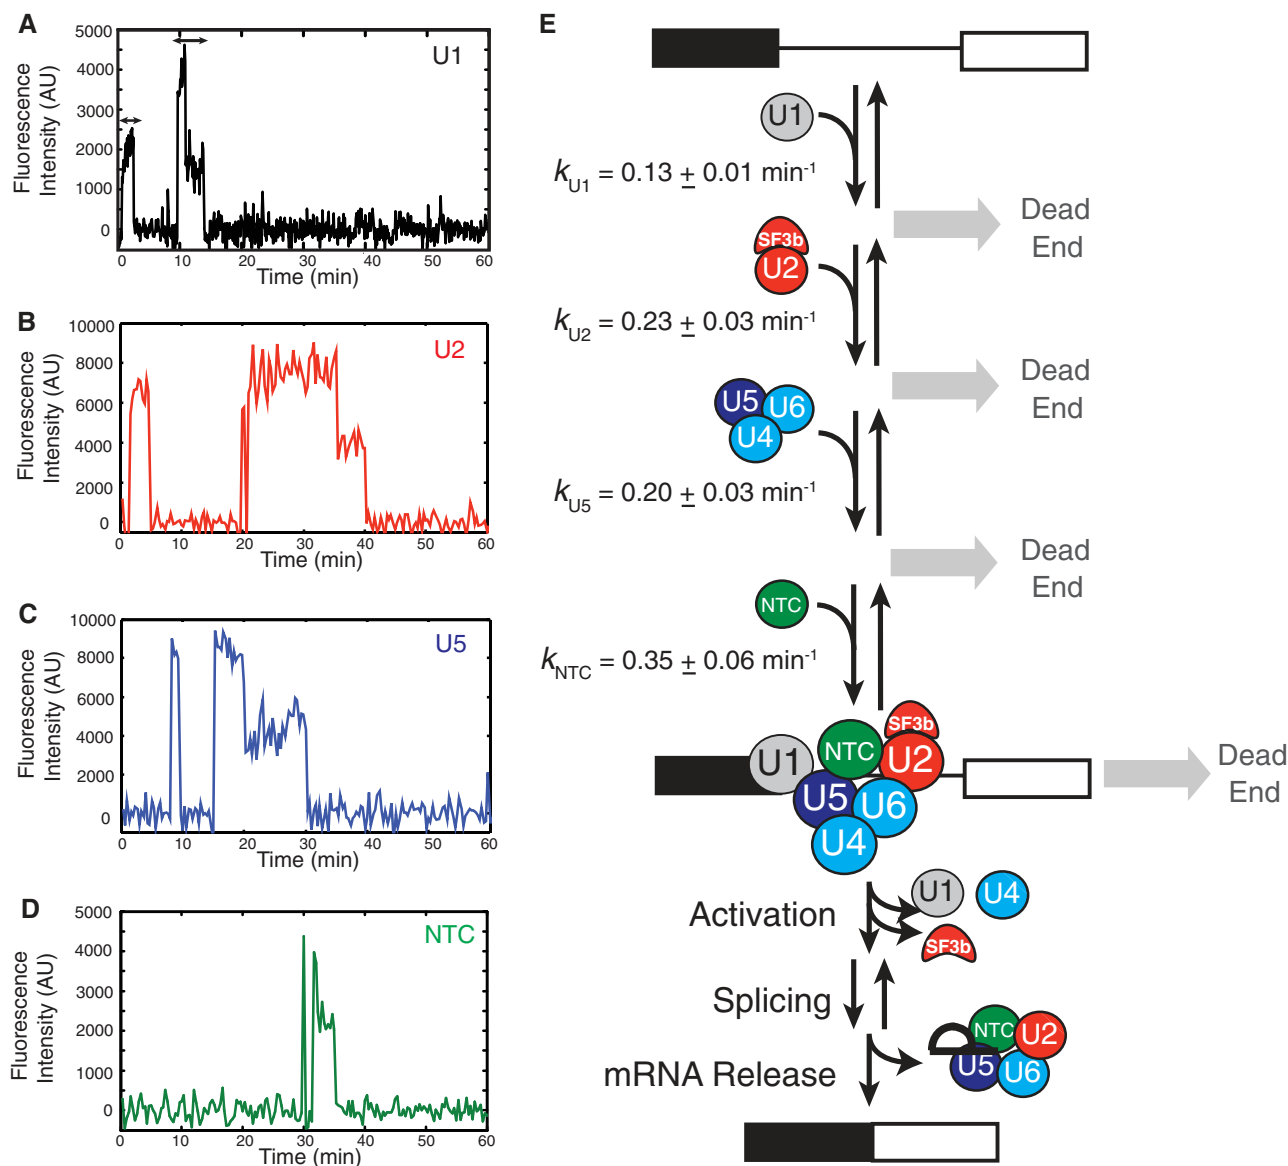 A
Fluorescence
Intensity (AU)
5000
4000
3000
2000
1000
0
U1
0 10 20 30 40 50 60
Time (min)
B
Fluorescence
Intensity (AU)
10000
8000
6000
4000
2000
0
U2
0 10 20 30 40 50 60
Time (min)
C
Fluorescence
Intensity (AU)
10000
8000
6000
4000
2000
0
U5
0 10 20 30 40 50 60
Time (min)
D
Fluorescence
Intensity (AU)
5000
4000
3000
2000
1000
0
NTC
0 10 20 30 40 50 60
Time (min)
E
U1
kU1 = 0.13 ± 0.01 min-1
Dead
End
SF3b
U2
kU2 = 0.23 ± 0.03 min-1
Dead
End
U5 U6
U4
kU5 = 0.20 ± 0.03 min-1
Dead
End
NTC
kNTC = 0.35 ± 0.06 min-1
SF3b
U1 NTC U2
U5 U6
U4
Dead
End
Activation
U1 U4
SF3b
Splicing
NTC U2
U5 U6
mRNA Release